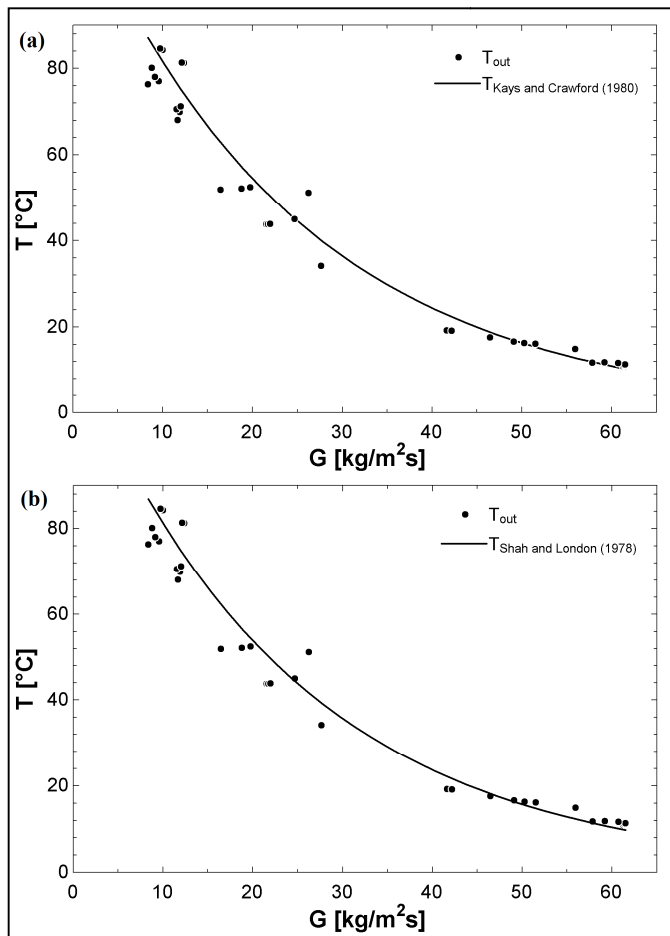 (a)
T_out
T_Kays and Crawford (1980)
80
60
40
20
0
T [°C]
0 10 20 30 40 50 60
G [kg/m²s]
(b)
T_out
T_Shah and London (1978)
80
60
40
20
0
T [°C]
0 10 20 30 40 50 60
G [kg/m²s]